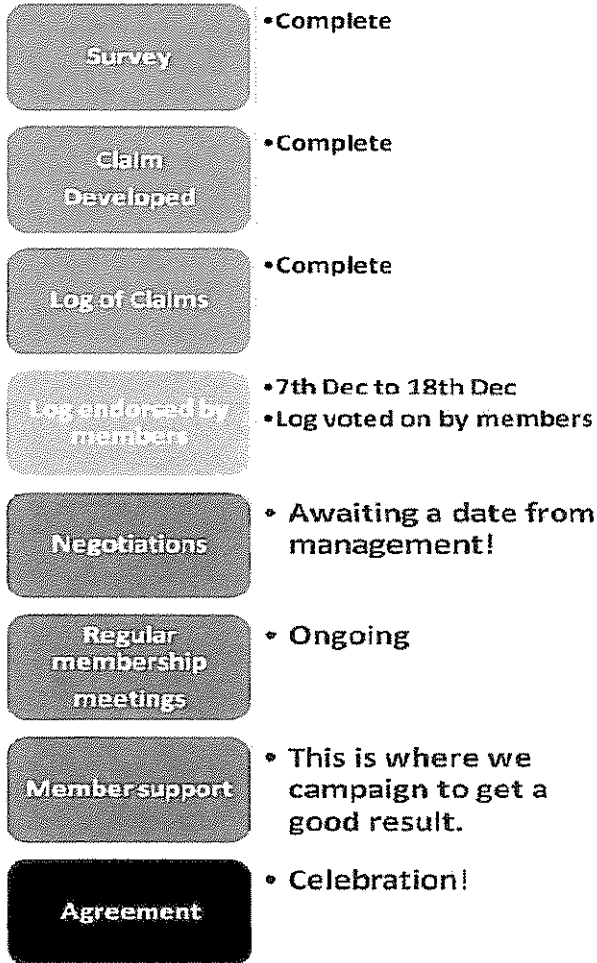 Survey
•Complete
Claim
Developed
•Complete
Log of Claims
•Complete
Log endorsed by
members
•7th Dec to 18th Dec
•Log voted on by members
Negotiations
• Awaiting a date from
management!
Regular
membership
meetings
• Ongoing
Member support
• This is where we
campaign to get a
good result.
Agreement
• Celebration!